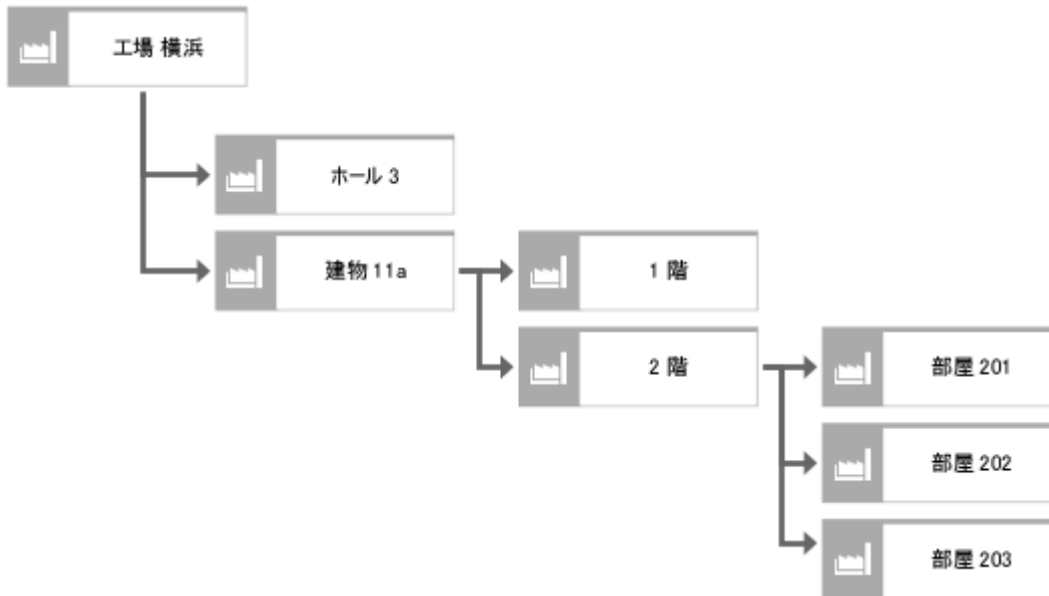 工場 横浜
ホール 3
建物 11a
1 階
2 階
部屋 201
部屋 202
部屋 203